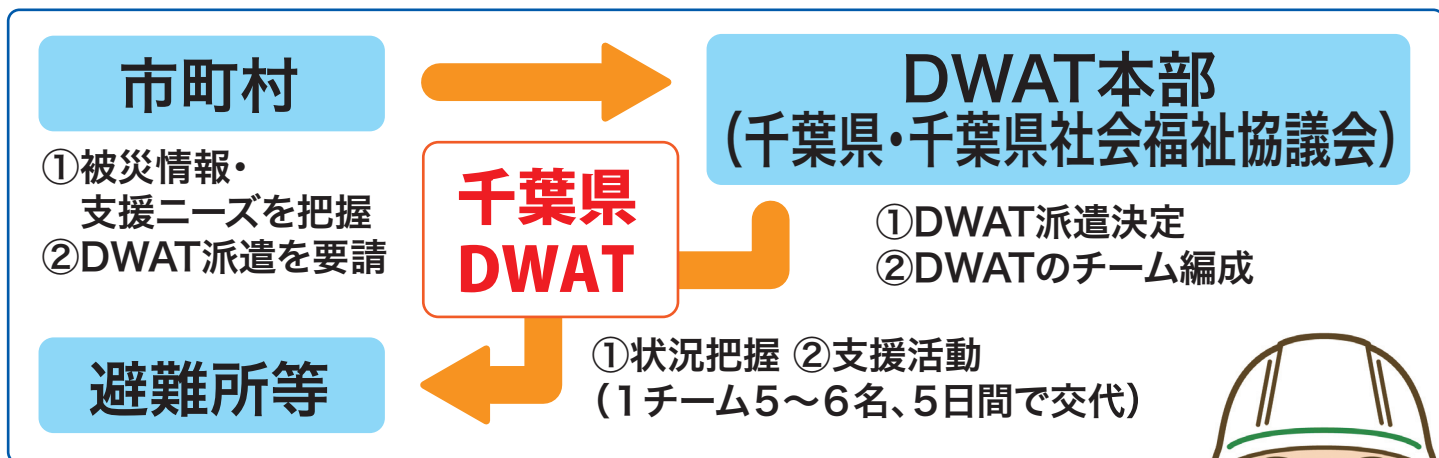 市町村
①被災情報・
支援ニーズを把握
②DWAT派遣を要請
DWAT本部
(千葉県・千葉県社会福祉協議会)
①DWAT派遣決定
②DWATのチーム編成
千葉県
DWAT
避難所等
①状況把握 ②支援活動
(1チーム5〜6名、5日間で交代)